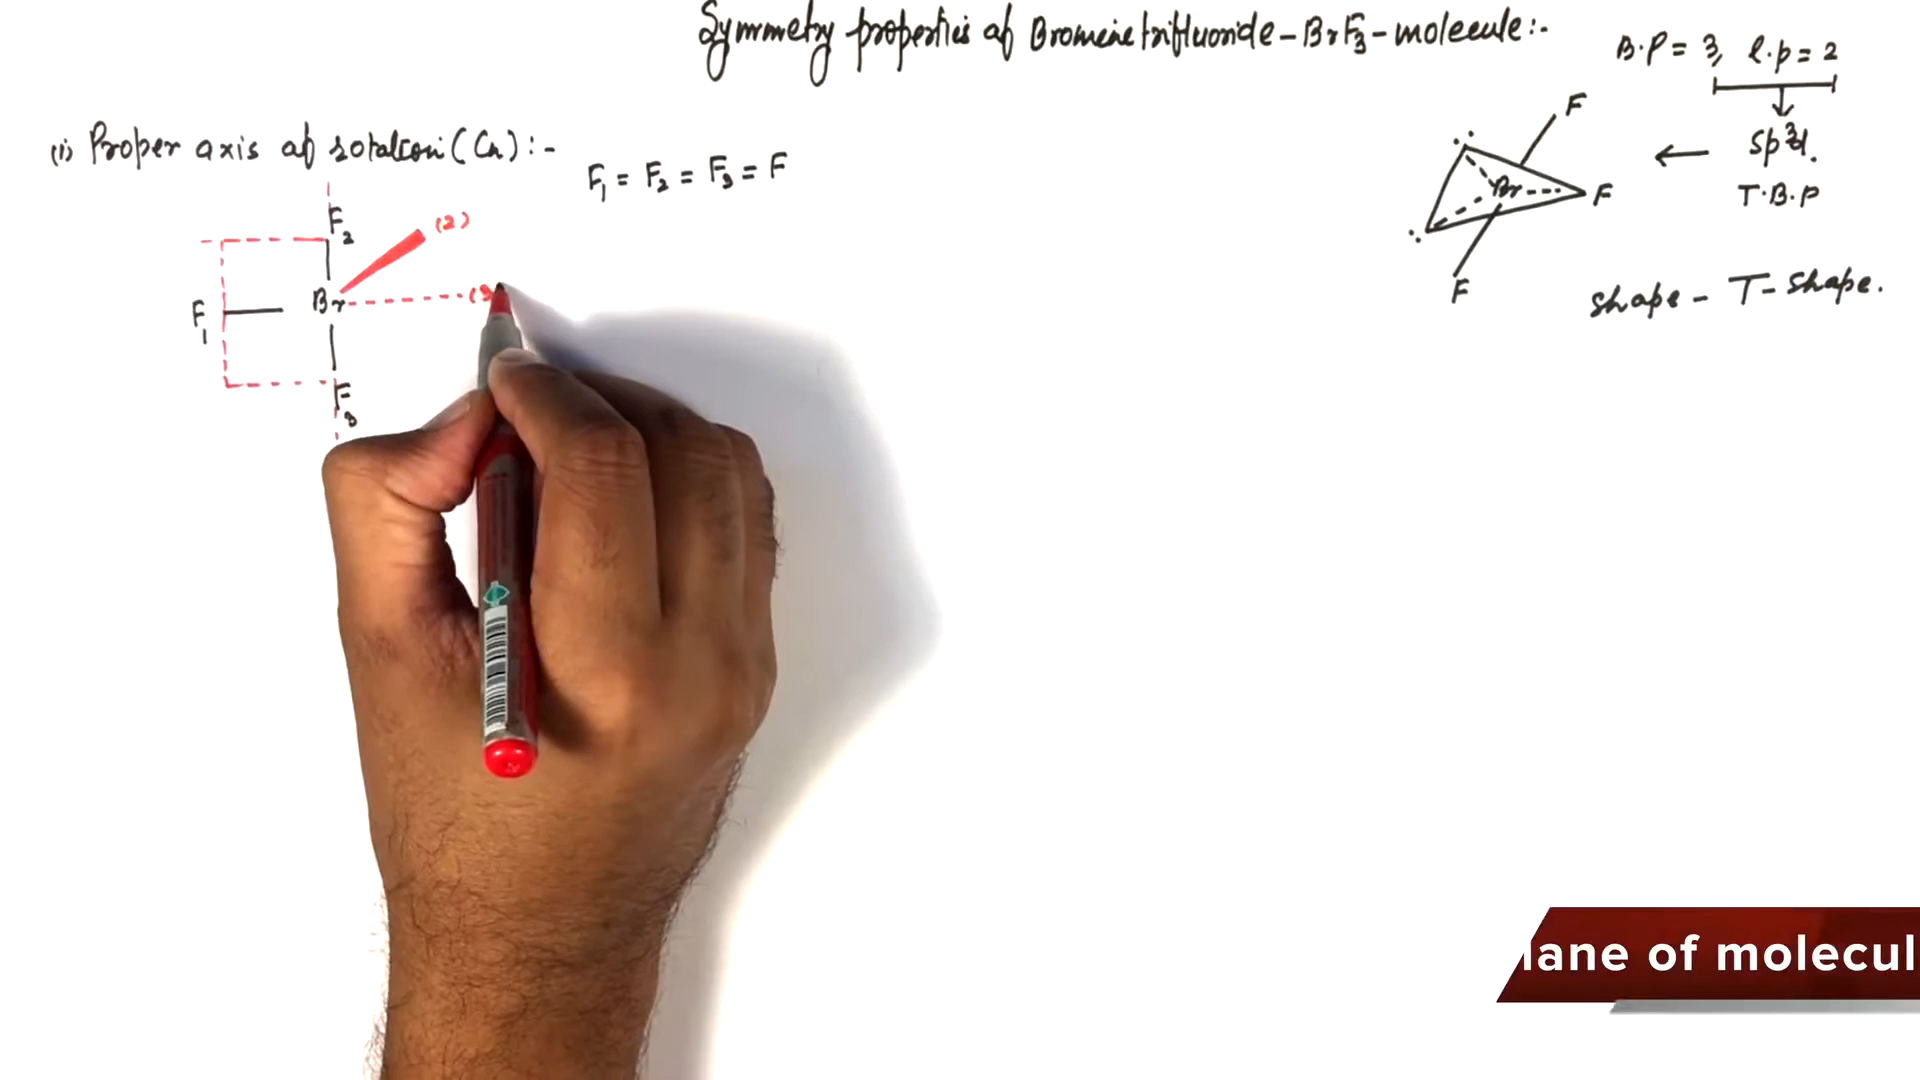 Symmetry properties of Bromine trifluoride-BrF3-molecule:-
B.P = 3, l.p = 2
sp3d.
T.B.P
F
Br
F
F
shape - T-shape.
(i) Proper axis of rotation (Cn):-
F1 = F2 = F3 = F
F2
(2)
F1
Br
F3
lane of molecul